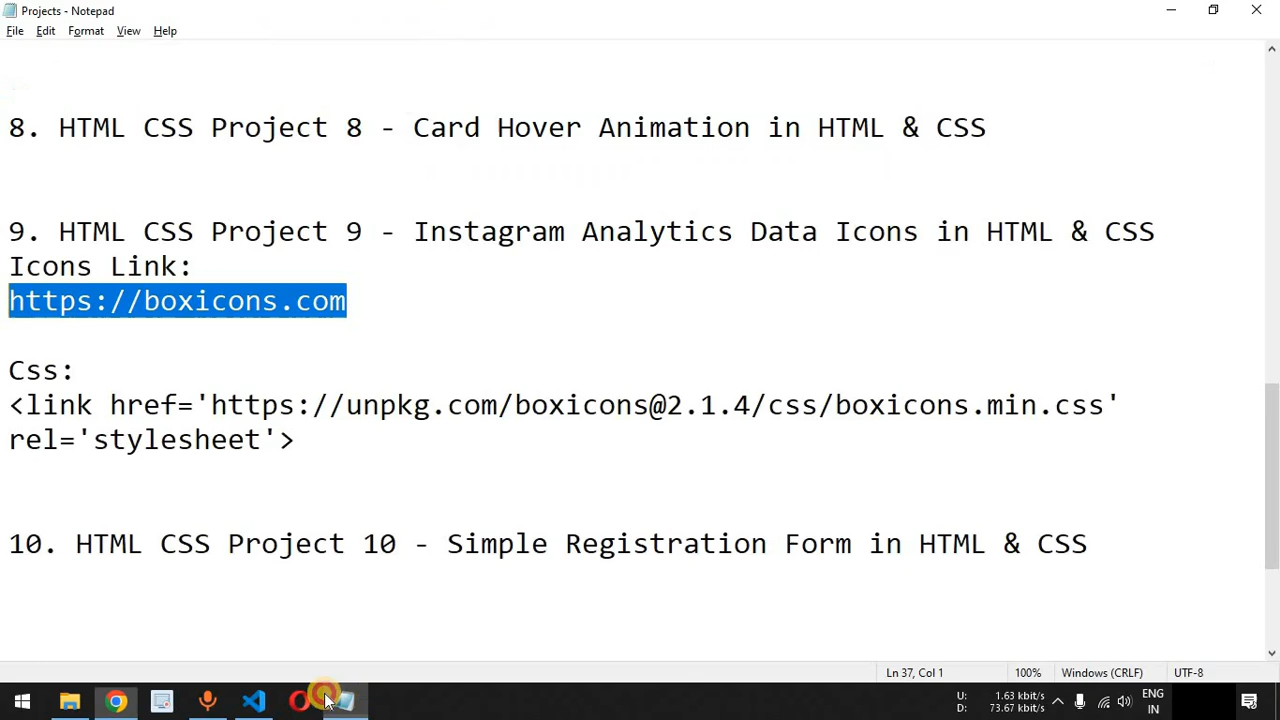 Projects - Notepad
File Edit Format View Help
8. HTML CSS Project 8 - Card Hover Animation in HTML & CSS
9. HTML CSS Project 9 - Instagram Analytics Data Icons in HTML & CSS
Icons Link:
https://boxicons.com
Css:
<link href='https://unpkg.com/boxicons@2.1.4/css/boxicons.min.css'
rel='stylesheet'>
10. HTML CSS Project 10 - Simple Registration Form in HTML & CSS
Ln 37, Col 1 100% Windows (CRLF) UTF-8
U: 1.63 kbit/s
D: 73.67 kbit/s
ENG
IN